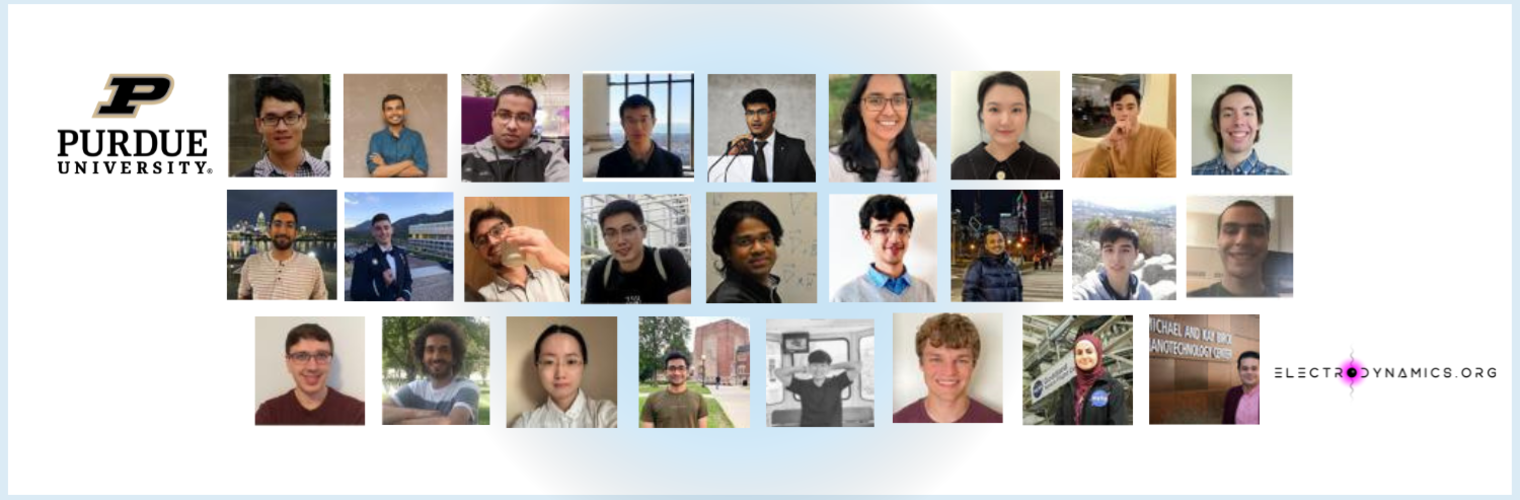 PURDUE
UNIVERSITY®
MICHAEL AND KAY BIRCK
NANOTECHNOLOGY CENTER
ELECTRODYNAMICS.ORG